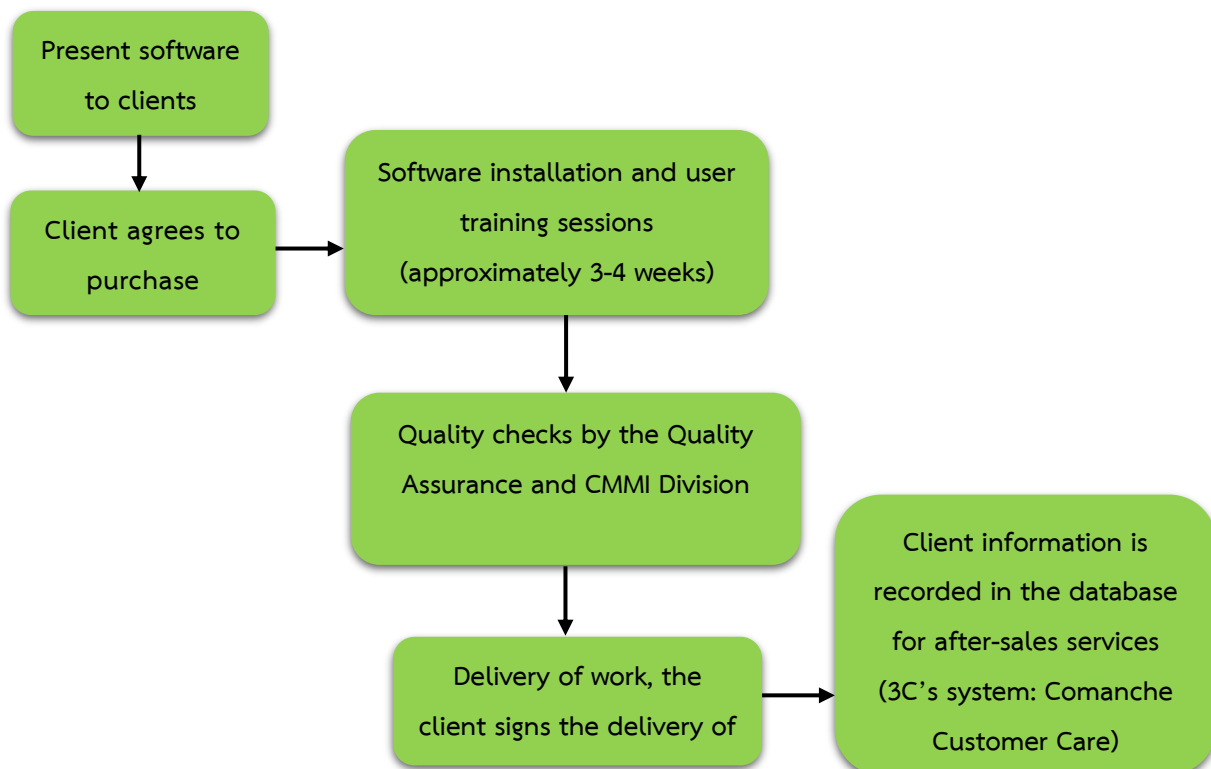 Present software
to clients
Client agrees to
purchase
Software installation and user
training sessions
(approximately 3-4 weeks)
Quality checks by the Quality
Assurance and CMMI Division
Delivery of work, the
client signs the delivery of
Client information is
recorded in the database
for after-sales services
(3C’s system: Comanche
Customer Care)